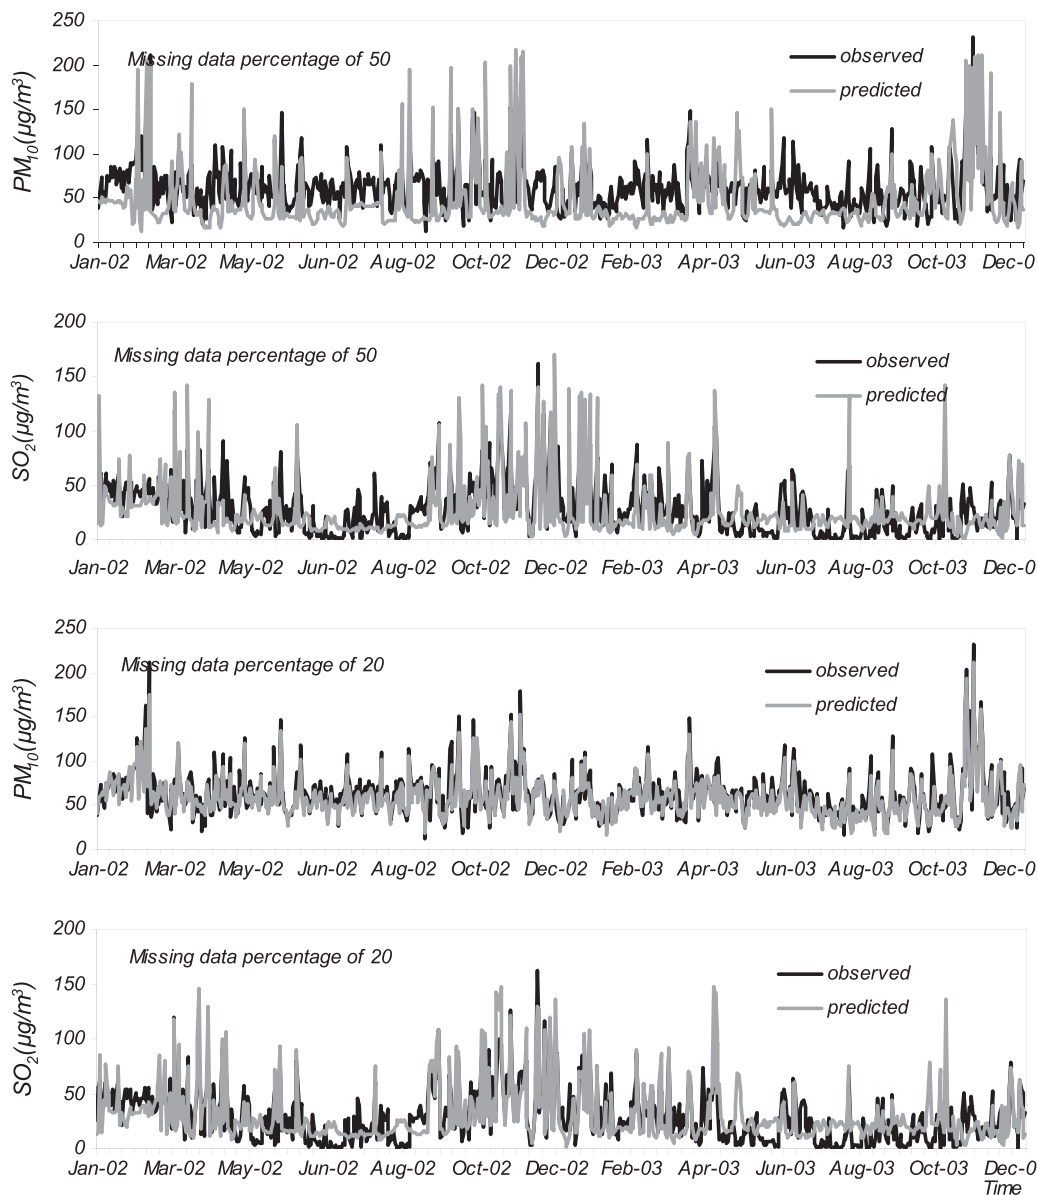 250
200
150
100
50
0
PM10(µg/m3)
Missing data percentage of 50
observed
predicted
Jan-02 Mar-02 May-02 Jun-02 Aug-02 Oct-02 Dec-02 Feb-03 Apr-03 Jun-03 Aug-03 Oct-03 Dec-0
200
150
100
50
0
SO2(µg/m3)
Missing data percentage of 50
observed
predicted
Jan-02 Mar-02 May-02 Jun-02 Aug-02 Oct-02 Dec-02 Feb-03 Apr-03 Jun-03 Aug-03 Oct-03 Dec-0
250
200
150
100
50
0
PM10(µg/m3)
Missing data percentage of 20
observed
predicted
Jan-02 Mar-02 May-02 Jun-02 Aug-02 Oct-02 Dec-02 Feb-03 Apr-03 Jun-03 Aug-03 Oct-03 Dec-0
200
150
100
50
0
SO2(µg/m3)
Missing data percentage of 20
observed
predicted
Jan-02 Mar-02 May-02 Jun-02 Aug-02 Oct-02 Dec-02 Feb-03 Apr-03 Jun-03 Aug-03 Oct-03 Dec-0
Time